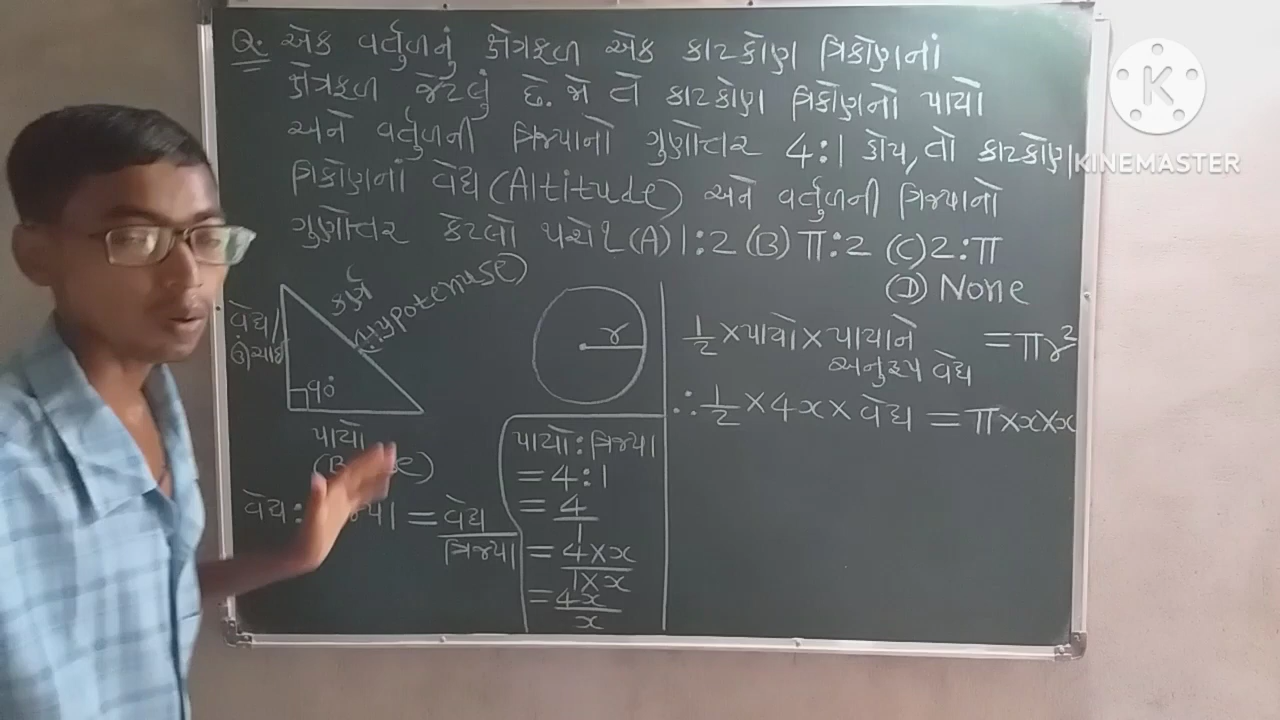 Q. એક વર્તુળનું ક્ષેત્રફળ એક કાટકોણ ત્રિકોણનાં
ક્ષેત્રફળ જેટલું છે. જો તે કાટકોણ ત્રિકોણનો પાયો
અને વર્તુળની ત્રિજ્યાનો ગુણોત્તર 4:1 હોય, તો કાટકોણ
ત્રિકોણનાં વેધ (Altitude) અને વર્તુળની ત્રિજ્યાનો
ગુણોત્તર કેટલો થશે? (A) 1:2 (B) π:2 (C) 2:π
(D) None
વેધ/
ઊંચાઈ
કર્ણ
(Hypotenuse)
90°
પાયો
વેધ: = વેધ
ત્રિજ્યા
r
પાયો:ત્રિજ્યા
= 4:1
= 4
1
= 4×x
1×x
= 4x
x
1/2 × પાયો × પાયાને = πr²
અનુરૂપ વેધ
∴ 1/2 × 4x × વેધ = π×x×x
K
KINEMASTER